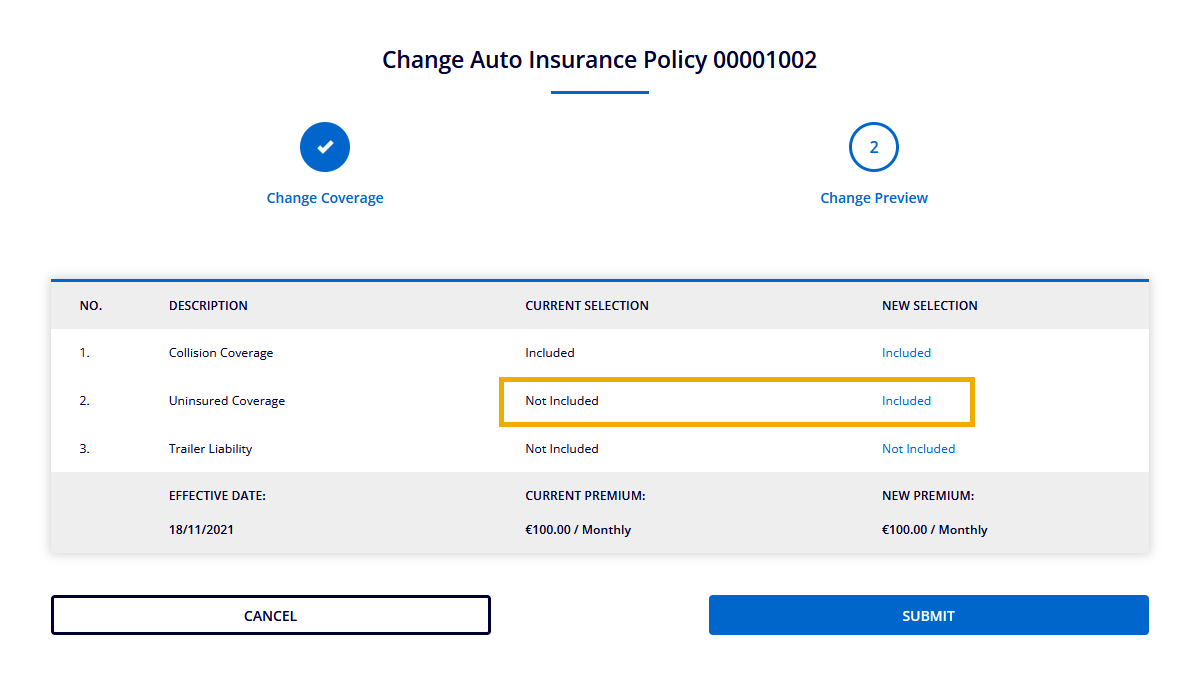 Change Auto Insurance Policy 00001002
2
Change Coverage Change Preview
NO. DESCRIPTION CURRENT SELECTION NEW SELECTION
1. Collision Coverage Included Included
2. Uninsured Coverage Not Included Included
3. Trailer Liability Not Included Not Included
EFFECTIVE DATE: CURRENT PREMIUM: NEW PREMIUM:
18/11/2021 €100.00 / Monthly €100.00 / Monthly
CANCEL SUBMIT